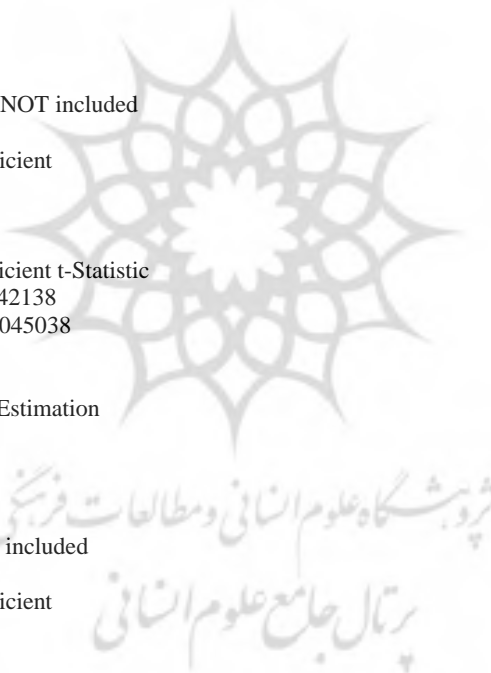 NOT included
icient
icient t-Statistic
42138
045038
Estimation
پژوهشگاه علوم انسانی و مطالعات فرهنگی
included
icient
پرتال جامع علوم انسانی